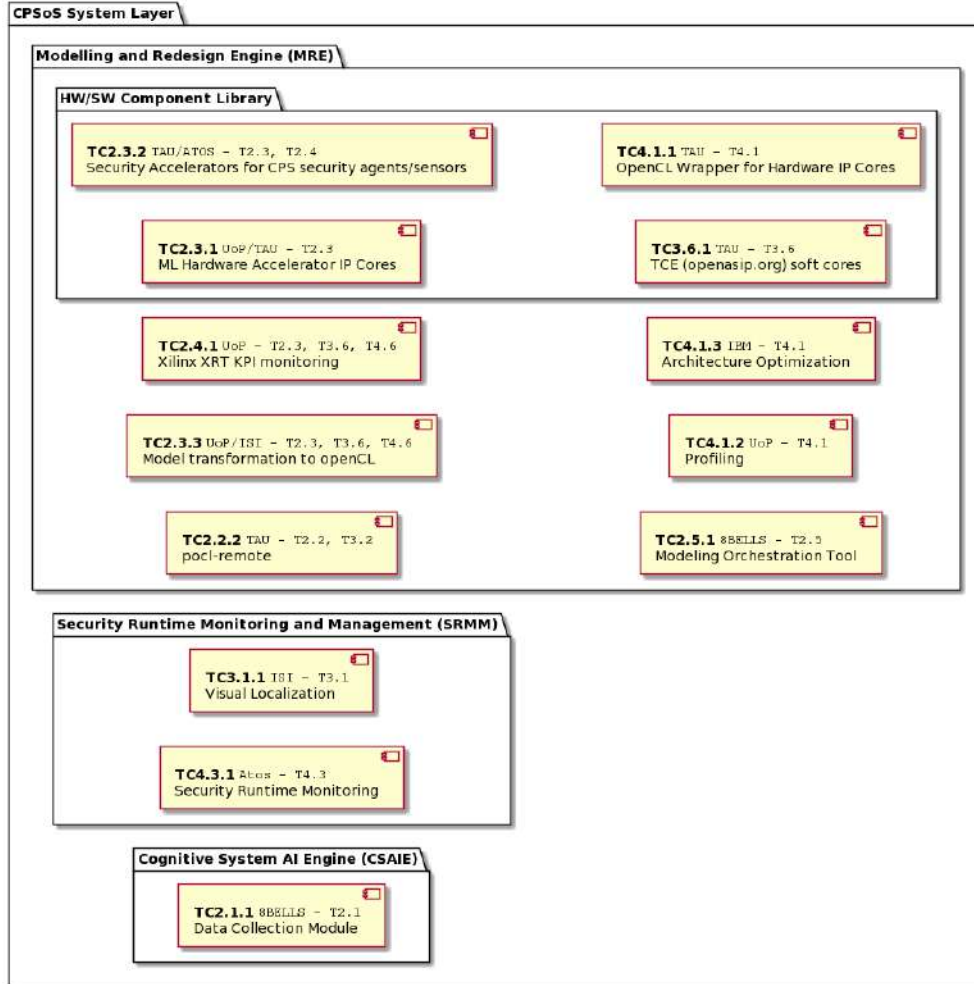 CPSoS System Layer
Modelling and Redesign Engine (MRE)
HW/SW Component Library
TC2.3.2 TAU/ATOS - T2.3, T2.4
Security Accelerators for CPS security agents/sensors
TC4.1.1 TAU - T4.1
OpenCL Wrapper for Hardware IP Cores
TC2.3.1 UoP/TAU - T2.3
ML Hardware Accelerator IP Cores
TC3.6.1 TAU - T3.6
TCE (openasip.org) soft cores
TC2.4.1 UoP - T2.3, T3.6, T4.6
Xilinx XRT KPI monitoring
TC4.1.3 IBM - T4.1
Architecture Optimization
TC2.3.3 UoP/ISI - T2.3, T3.6, T4.6
Model transformation to openCL
TC4.1.2 UoP - T4.1
Profiling
TC2.2.2 TAU - T2.2, T3.2
pocl-remote
TC2.5.1 8BELLS - T2.5
Modeling Orchestration Tool
Security Runtime Monitoring and Management (SRMM)
TC3.1.1 ISI - T3.1
Visual Localization
TC4.3.1 Atos - T4.3
Security Runtime Monitoring
Cognitive System AI Engine (CSAIE)
TC2.1.1 8BELLS - T2.1
Data Collection Module